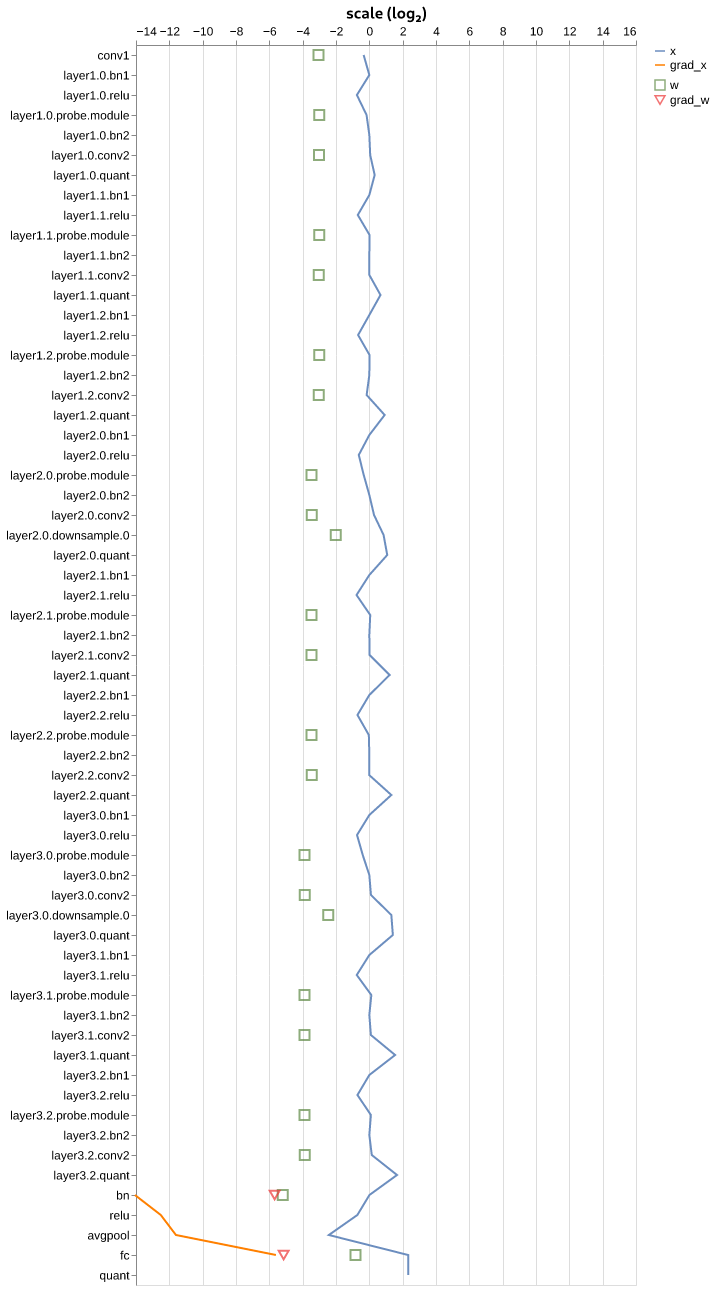 scale (log₂)
−14 −12 −10 −8 −6 −4 −2 0 2 4 6 8 10 12 14 16
x
grad_x
w
grad_w
conv1
layer1.0.bn1
layer1.0.relu
layer1.0.probe.module
layer1.0.bn2
layer1.0.conv2
layer1.0.quant
layer1.1.bn1
layer1.1.relu
layer1.1.probe.module
layer1.1.bn2
layer1.1.conv2
layer1.1.quant
layer1.2.bn1
layer1.2.relu
layer1.2.probe.module
layer1.2.bn2
layer1.2.conv2
layer1.2.quant
layer2.0.bn1
layer2.0.relu
layer2.0.probe.module
layer2.0.bn2
layer2.0.conv2
layer2.0.downsample.0
layer2.0.quant
layer2.1.bn1
layer2.1.relu
layer2.1.probe.module
layer2.1.bn2
layer2.1.conv2
layer2.1.quant
layer2.2.bn1
layer2.2.relu
layer2.2.probe.module
layer2.2.bn2
layer2.2.conv2
layer2.2.quant
layer3.0.bn1
layer3.0.relu
layer3.0.probe.module
layer3.0.bn2
layer3.0.conv2
layer3.0.downsample.0
layer3.0.quant
layer3.1.bn1
layer3.1.relu
layer3.1.probe.module
layer3.1.bn2
layer3.1.conv2
layer3.1.quant
layer3.2.bn1
layer3.2.relu
layer3.2.probe.module
layer3.2.bn2
layer3.2.conv2
layer3.2.quant
bn
relu
avgpool
fc
quant